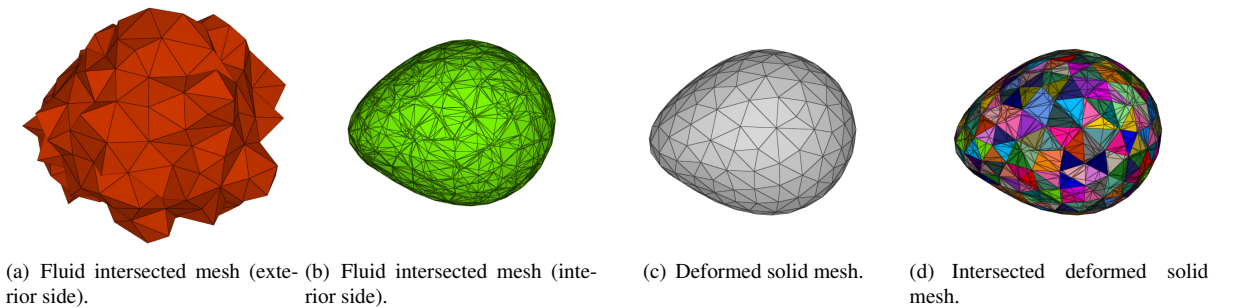 (a) Fluid intersected mesh (exte-
rior side).
(b) Fluid intersected mesh (inte-
rior side).
(c) Deformed solid mesh.
(d) Intersected deformed solid
mesh.